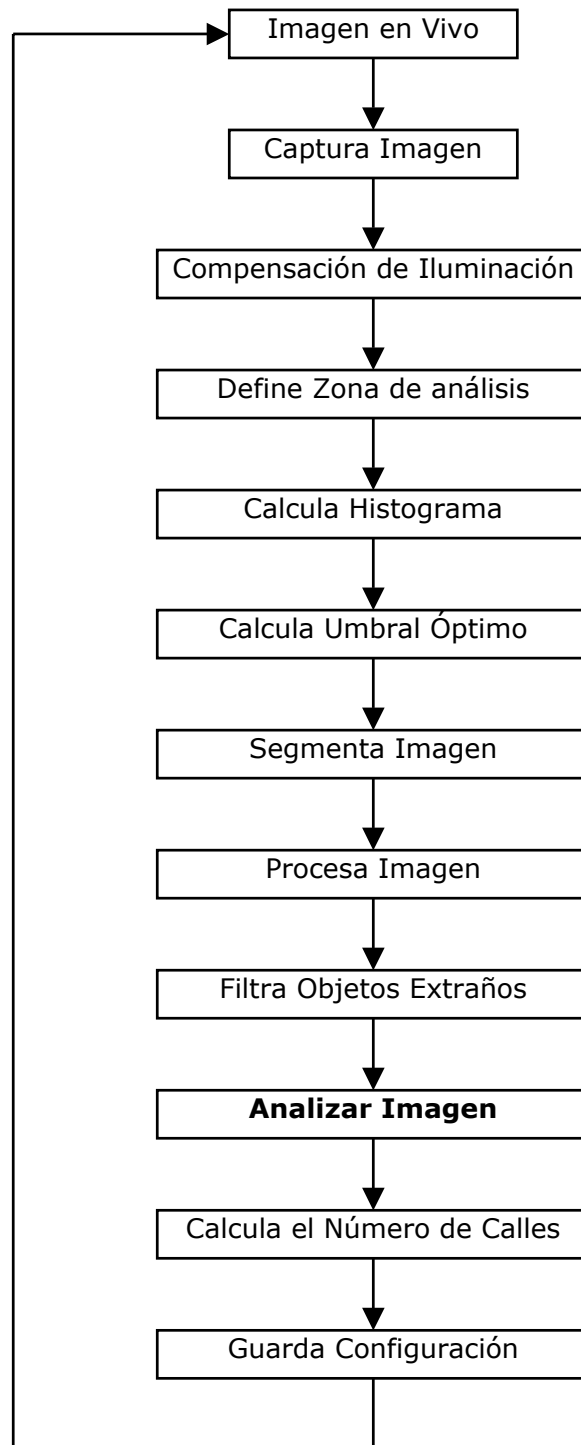 Imagen en Vivo
Captura Imagen
Compensación de Iluminación
Define Zona de análisis
Calcula Histograma
Calcula Umbral Óptimo
Segmenta Imagen
Procesa Imagen
Filtra Objetos Extraños
Analizar Imagen
Calcula el Número de Calles
Guarda Configuración